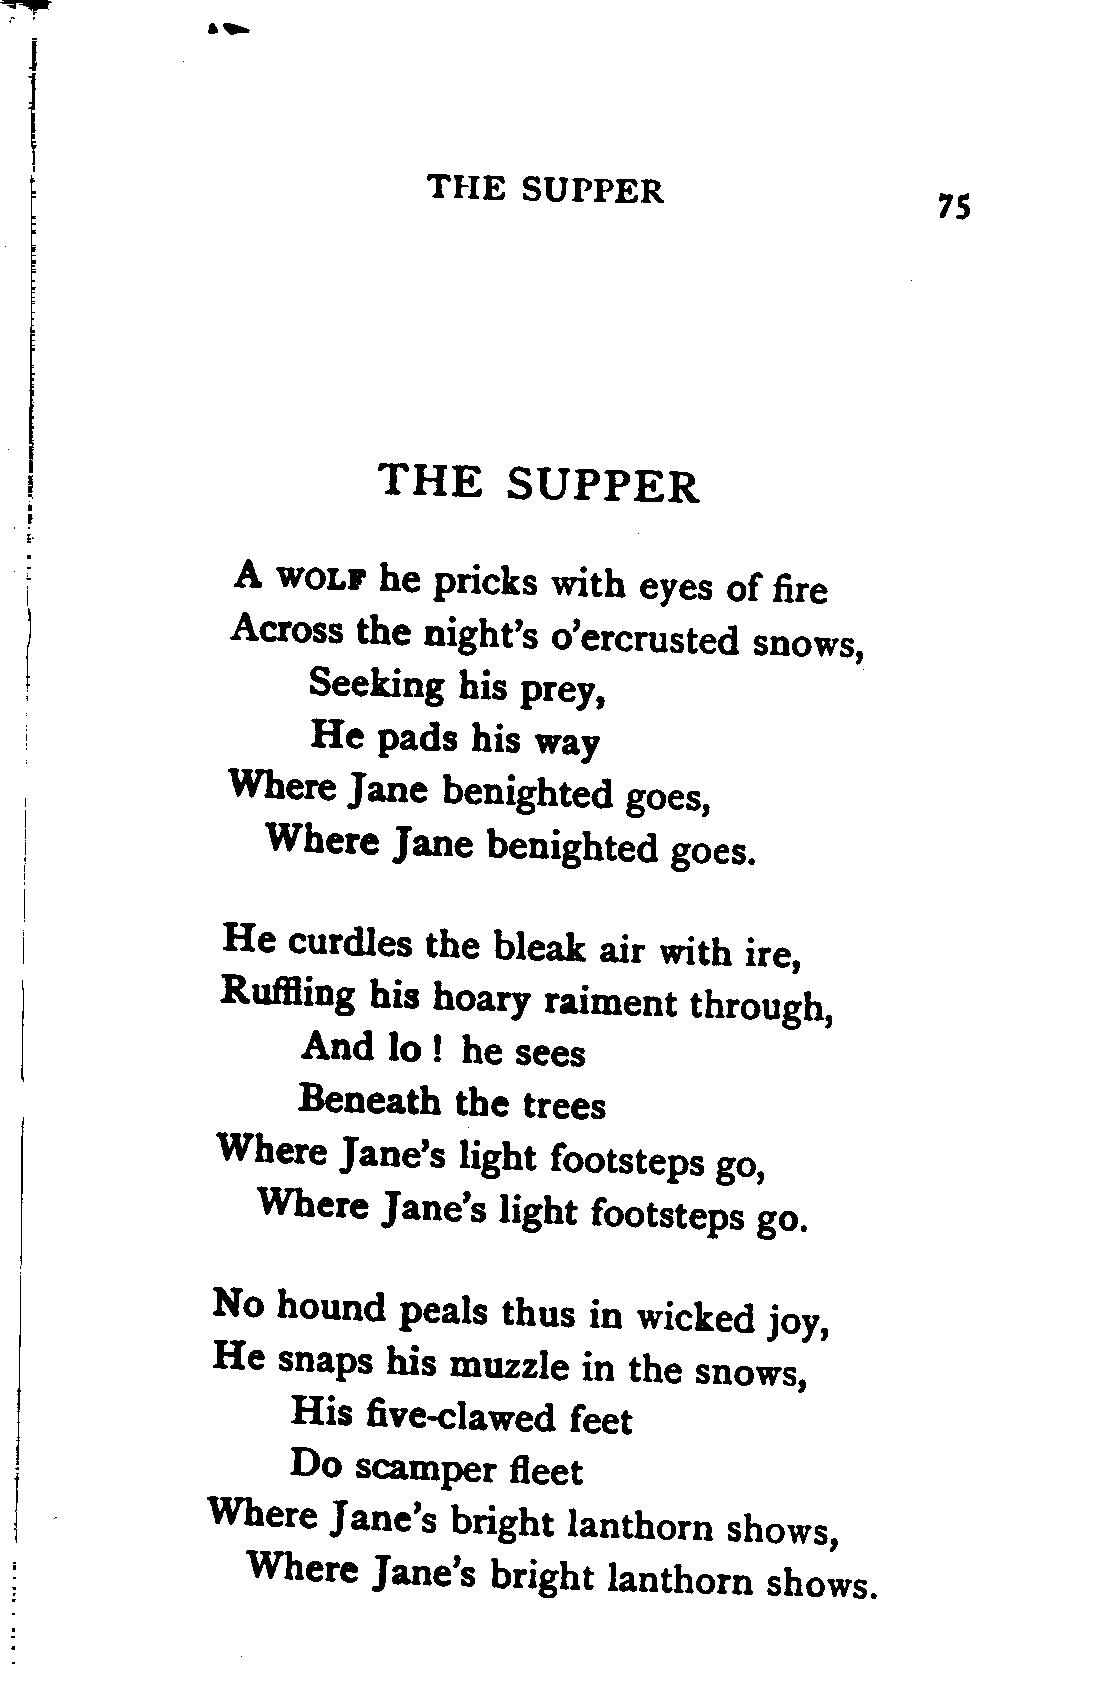 THE SUPPER 75
THE SUPPER
A WOLF he pricks with eyes of fire
Across the night's o'ercrusted snows,
Seeking his prey,
He pads his way
Where Jane benighted goes,
Where Jane benighted goes.
He curdles the bleak air with ire,
Ruffling his hoary raiment through,
And lo ! he sees
Beneath the trees
Where Jane's light footsteps go,
Where Jane's light footsteps go.
No hound peals thus in wicked joy,
He snaps his muzzle in the snows,
His five-clawed feet
Do scamper fleet
Where Jane's bright lanthorn shows,
Where Jane's bright lanthorn shows.